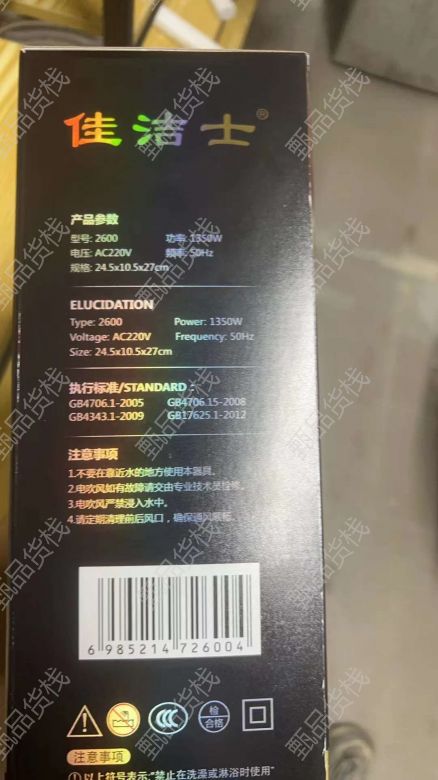 佳洁士®
产品参数
型号: 2600 功率: 1350W
电压: AC220V 频率: 50Hz
规格: 24.5x10.5x27cm
ELUCIDATION
Type: 2600 Power: 1350W
Voltage: AC220V Frequency: 50Hz
Size: 24.5x10.5x27cm
执行标准/STANDARD -
GB4706.1-2005 GB4706.15-2008
GB4343.1-2009 GB17625.1-2012
注意事项
1.不要在靠近水的地方使用本器具。
2.电吹风如有故障请交由专业技术员检修。
3.电吹风严禁浸入水中。
4.请定期清理前后风口，确保通风顺畅。
6 985214 726004
CCC
检
合格
注意事项
①以上符号表示:"禁止在洗澡或淋浴时使用"
甄品货栈